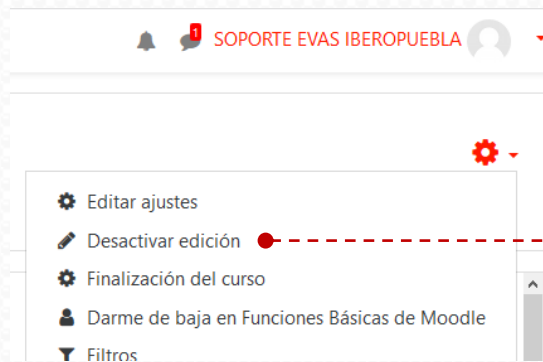 1
SOPORTE EVAS IBEROPUEBLA
Editar ajustes
Desactivar edición
Finalización del curso
Darme de baja en Funciones Básicas de Moodle
Filtros